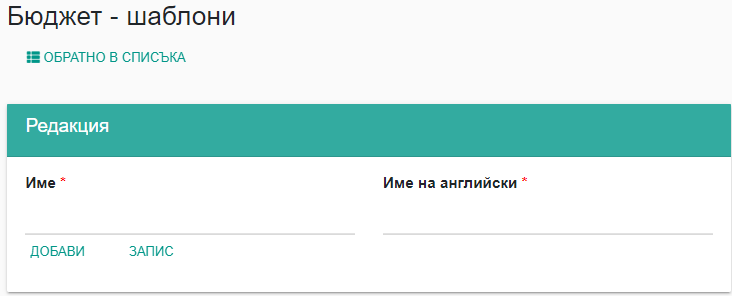 Бюджет - шаблони
ОБРАТНО В СПИСЪКА
Редакция
Име *
Име на английски *
ДОБАВИ
ЗАПИС